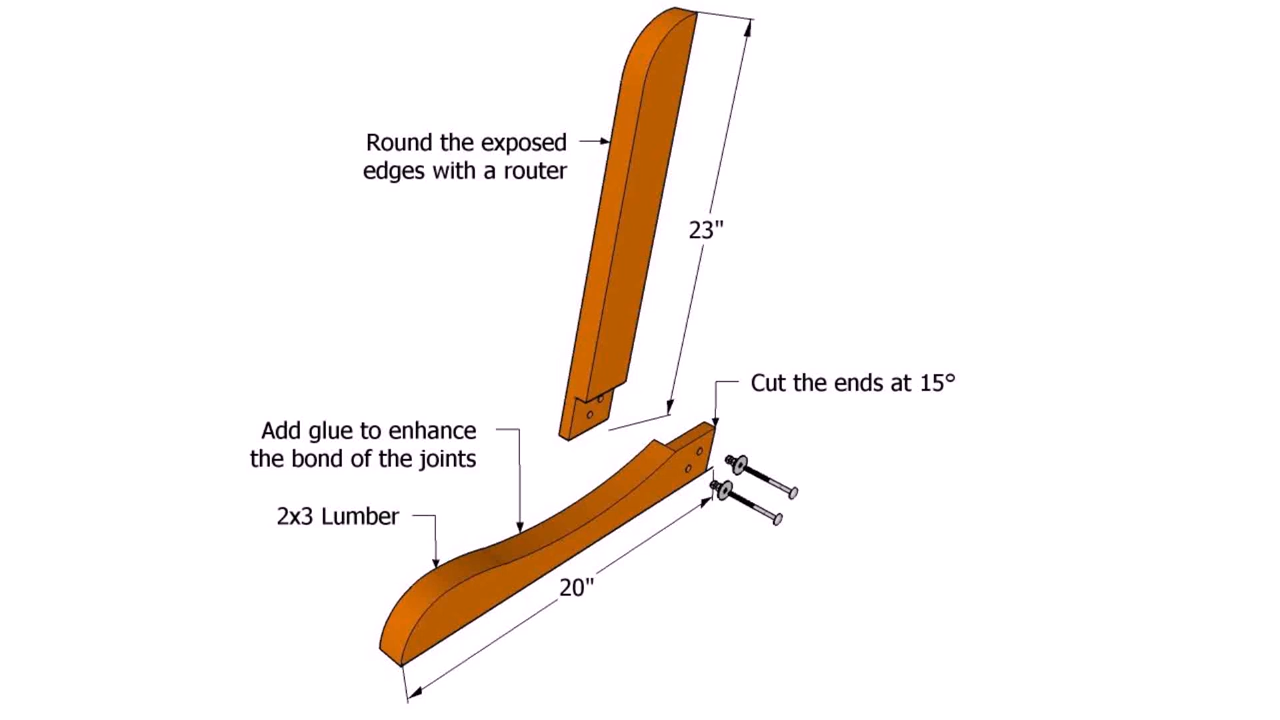 Round the exposed
edges with a router
23"
Cut the ends at 15°
Add glue to enhance
the bond of the joints
2x3 Lumber
20"